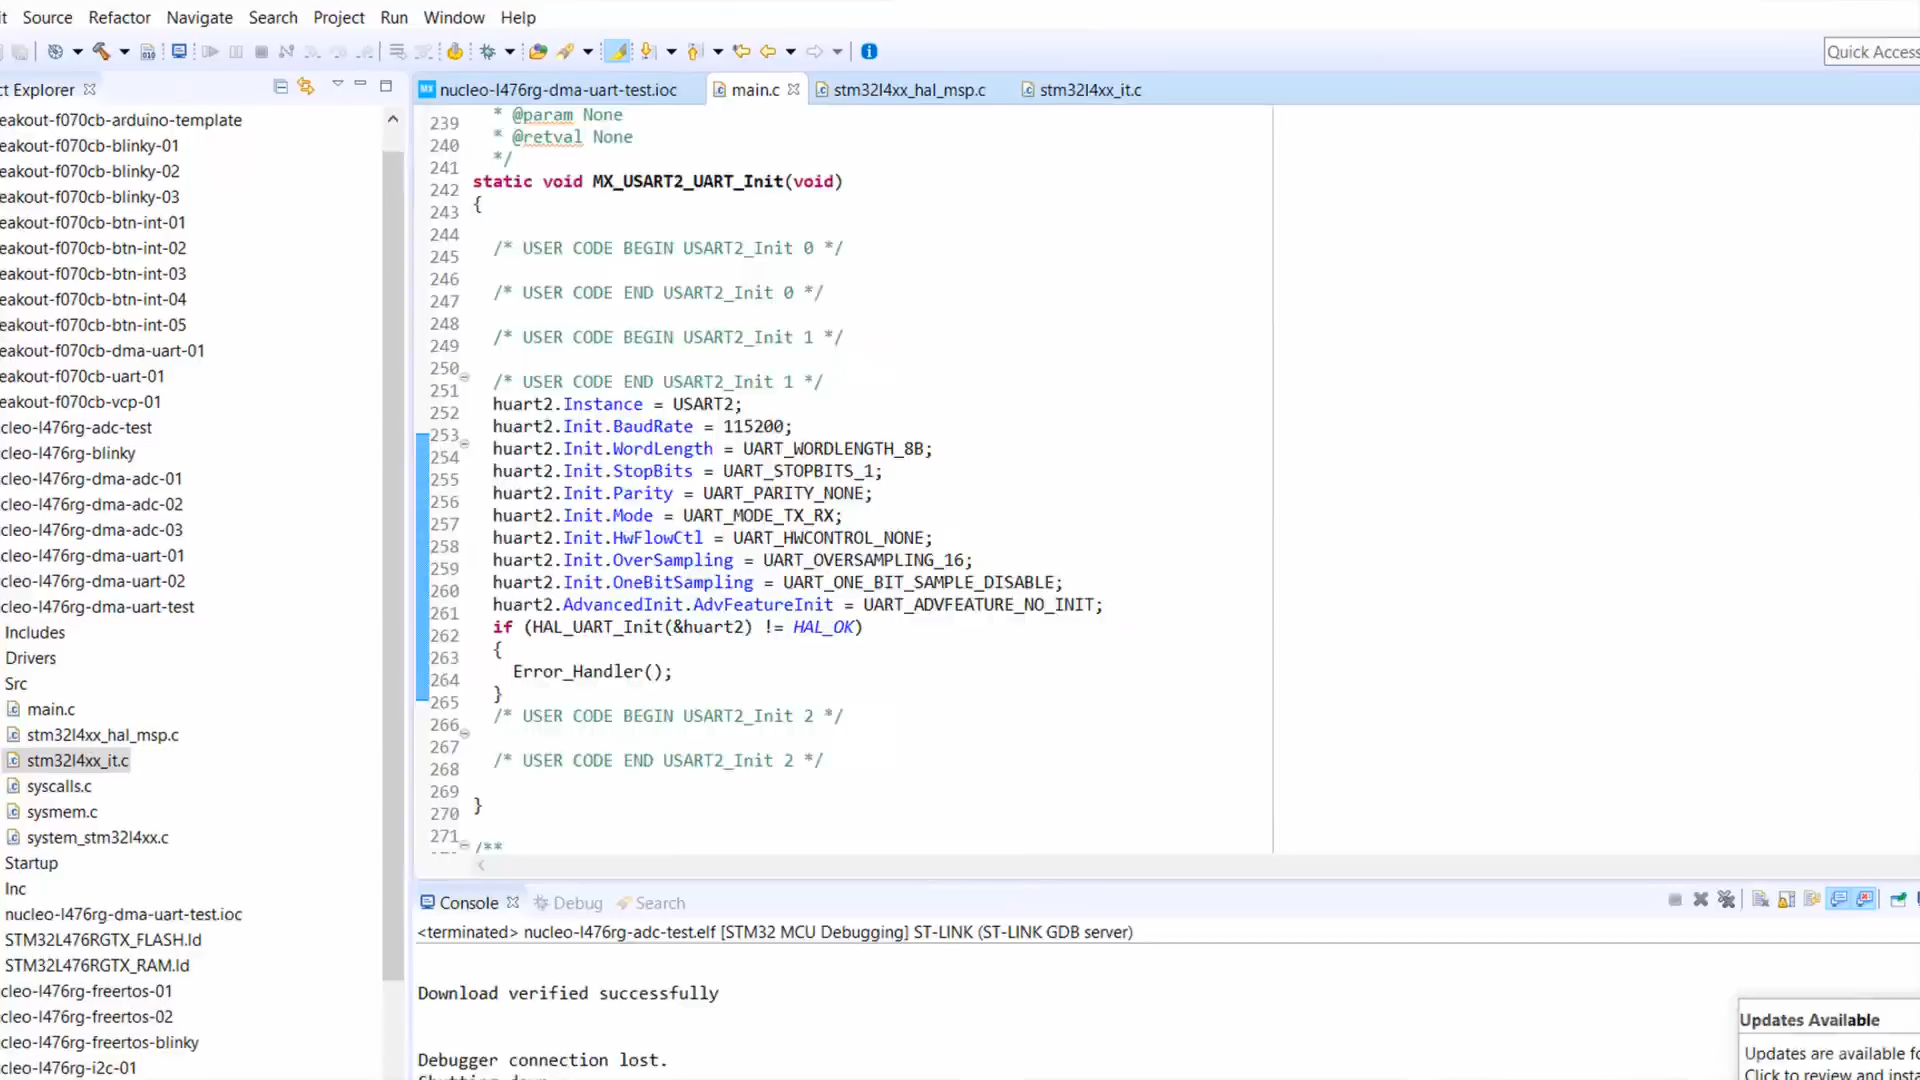 Source Refactor Navigate Search Project Run Window Help
Quick Access
ct Explorer
eakout-f070cb-arduino-template
eakout-f070cb-blinky-01
eakout-f070cb-blinky-02
eakout-f070cb-blinky-03
eakout-f070cb-btn-int-01
eakout-f070cb-btn-int-02
eakout-f070cb-btn-int-03
eakout-f070cb-btn-int-04
eakout-f070cb-btn-int-05
eakout-f070cb-dma-uart-01
eakout-f070cb-uart-01
eakout-f070cb-vcp-01
cleo-l476rg-adc-test
cleo-l476rg-blinky
cleo-l476rg-dma-adc-01
cleo-l476rg-dma-adc-02
cleo-l476rg-dma-adc-03
cleo-l476rg-dma-uart-01
cleo-l476rg-dma-uart-02
cleo-l476rg-dma-uart-test
Includes
Drivers
Src
main.c
stm32l4xx_hal_msp.c
stm32l4xx_it.c
syscalls.c
sysmem.c
system_stm32l4xx.c
Startup
Inc
nucleo-l476rg-dma-uart-test.ioc
STM32L476RGTX_FLASH.ld
STM32L476RGTX_RAM.ld
cleo-l476rg-freertos-01
cleo-l476rg-freertos-02
cleo-l476rg-freertos-blinky
cleo-l476rg-i2c-01
MX nucleo-l476rg-dma-uart-test.ioc main.c stm32l4xx_hal_msp.c stm32l4xx_it.c
239 * @param None
240 * @retval None
241 */
242 static void MX_USART2_UART_Init(void)
243 {
244
245 /* USER CODE BEGIN USART2_Init 0 */
246
247 /* USER CODE END USART2_Init 0 */
248
249 /* USER CODE BEGIN USART2_Init 1 */
250
251 /* USER CODE END USART2_Init 1 */
252 huart2.Instance = USART2;
253 huart2.Init.BaudRate = 115200;
254 huart2.Init.WordLength = UART_WORDLENGTH_8B;
255 huart2.Init.StopBits = UART_STOPBITS_1;
256 huart2.Init.Parity = UART_PARITY_NONE;
257 huart2.Init.Mode = UART_MODE_TX_RX;
258 huart2.Init.HwFlowCtl = UART_HWCONTROL_NONE;
259 huart2.Init.OverSampling = UART_OVERSAMPLING_16;
260 huart2.Init.OneBitSampling = UART_ONE_BIT_SAMPLE_DISABLE;
261 huart2.AdvancedInit.AdvFeatureInit = UART_ADVFEATURE_NO_INIT;
262 if (HAL_UART_Init(&huart2) != HAL_OK)
263 {
264 Error_Handler();
265 }
266 /* USER CODE BEGIN USART2_Init 2 */
267
268 /* USER CODE END USART2_Init 2 */
269
270 }
271
/**
Console Debug Search
<terminated> nucleo-l476rg-adc-test.elf [STM32 MCU Debugging] ST-LINK (ST-LINK GDB server)
Download verified successfully
Debugger connection lost.
Updates Available
Updates are available fo
Click to review and insta